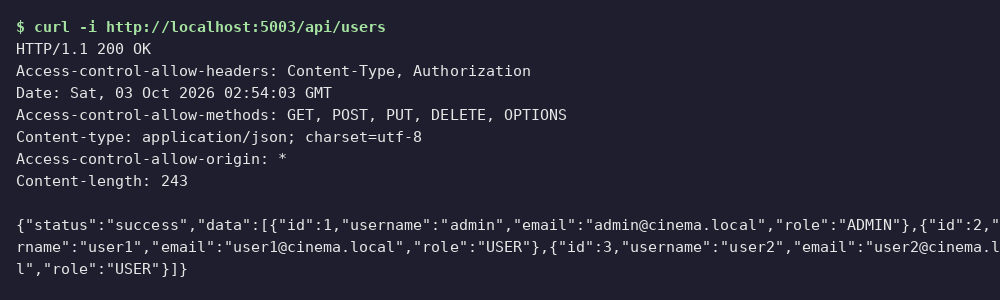 $ curl -i http://localhost:5003/api/users
HTTP/1.1 200 OK
Access-control-allow-headers: Content-Type, Authorization
Date: Sat, 03 Oct 2026 02:54:03 GMT
Access-control-allow-methods: GET, POST, PUT, DELETE, OPTIONS
Content-type: application/json; charset=utf-8
Access-control-allow-origin: *
Content-length: 243

{"status":"success","data":[{"id":1,"username":"admin","email":"admin@cinema.local","role":"ADMIN"},{"id":2,"
rname":"user1","email":"user1@cinema.local","role":"USER"},{"id":3,"username":"user2","email":"user2@cinema.l
l","role":"USER"}]}